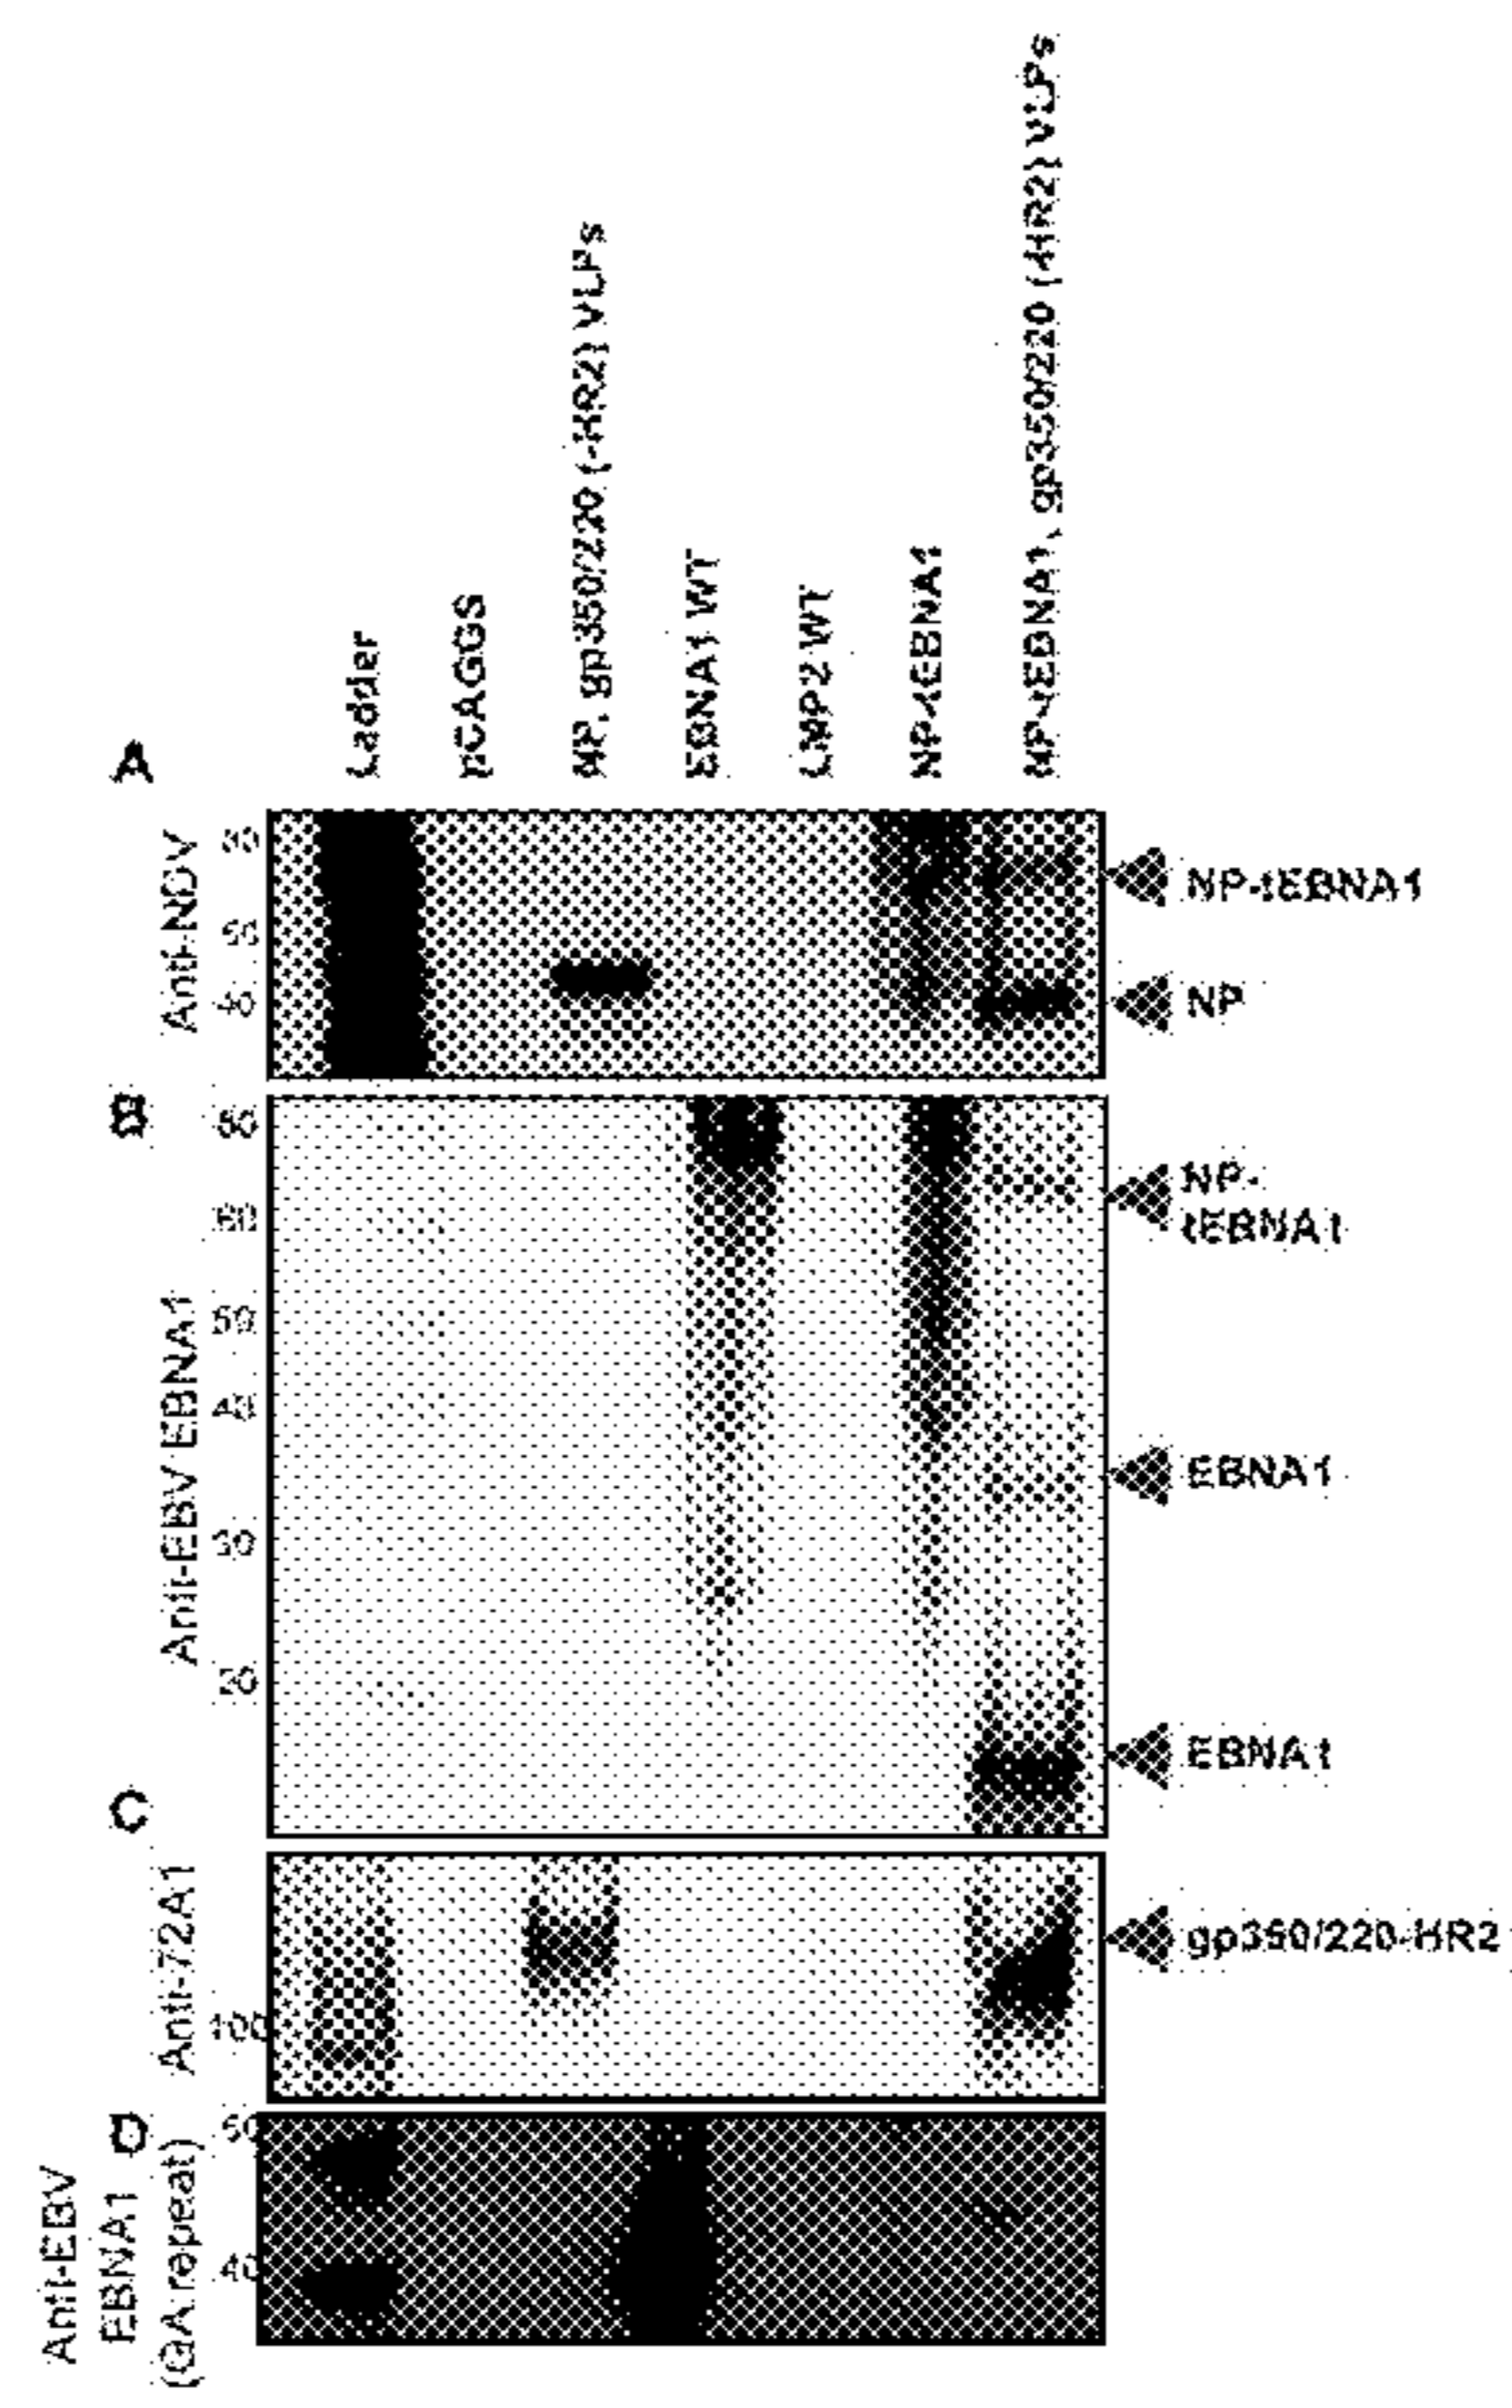 Ladder
pCAGGS
NP, gp350/220 (-HR2) VLPs
EBNA1 WT
LMP2 WT
NP-tEBNA1
NP-tEBNA1, gp350/220 (-HR2) VLPs
A
Anti-NDV
50
40
NP-tEBNA1
NP
B
Anti-EBV EBNA1
60
50
40
30
20
NP-
tEBNA1
EBNA1
EBNA1
C
Anti-72A1
100
gp350/220-HR2
D
Anti-EBV
EBNA1
(GA repeat)
50
40